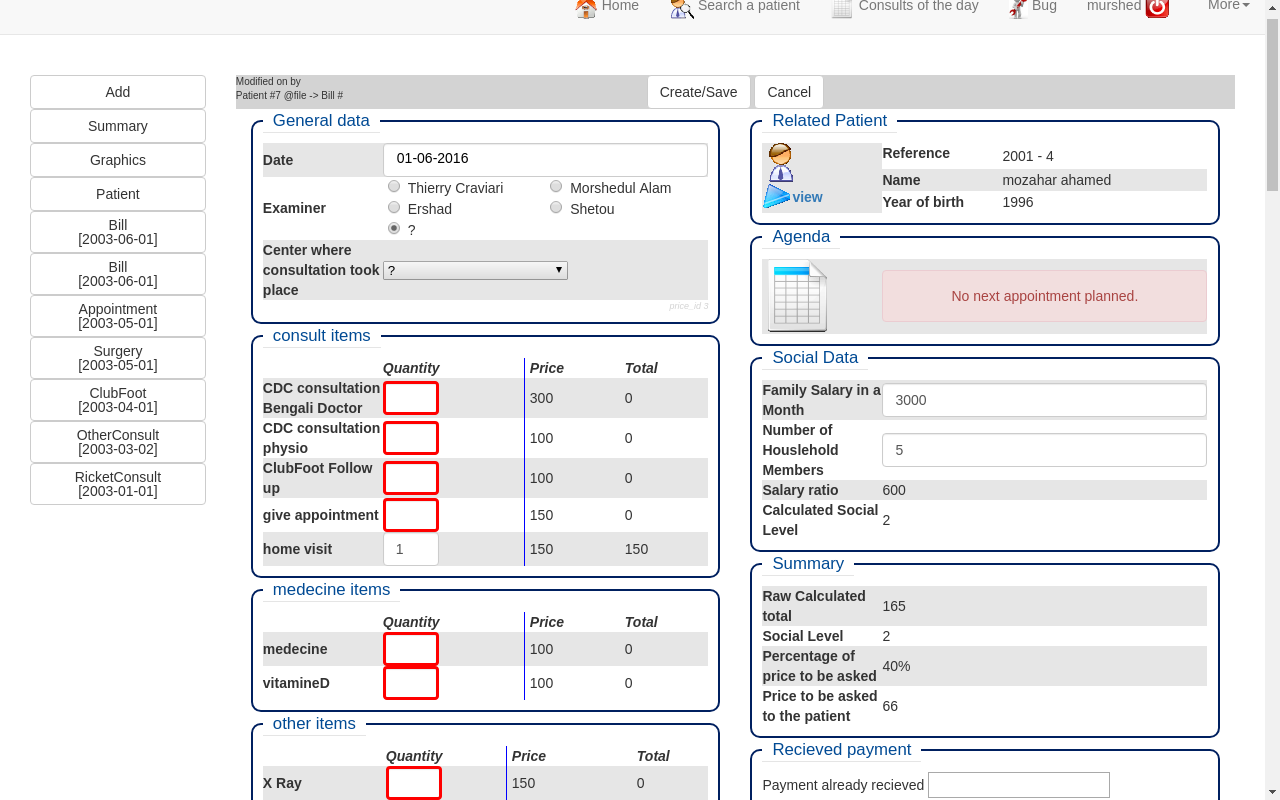 Home Search a patient Consults of the day Bug murshed More
Add
Summary
Graphics
Patient
Bill
[2003-06-01]
Bill
[2003-06-01]
Appointment
[2003-05-01]
Surgery
[2003-05-01]
ClubFoot
[2003-04-01]
OtherConsult
[2003-03-02]
RicketConsult
[2003-01-01]
Modified on by
Patient #7 @file -> Bill #
Create/Save Cancel
General data
Date 01-06-2016
Examiner
Thierry Craviari Morshedul Alam
Ershad Shetou
?
Center where
consultation took
place
?
price_id 3
consult items
Quantity Price Total
CDC consultation
Bengali Doctor
300 0
CDC consultation
physio
100 0
ClubFoot Follow
up
100 0
give appointment 150 0
home visit 1 150 150
medecine items
Quantity Price Total
medecine 100 0
vitamineD 100 0
other items
Quantity Price Total
X Ray 150 0
Related Patient
view
Reference 2001 - 4
Name mozahar ahamed
Year of birth 1996
Agenda
No next appointment planned.
Social Data
Family Salary in a
Month
3000
Number of
Houslehold
Members
5
Salary ratio 600
Calculated Social
Level
2
Summary
Raw Calculated
total
165
Social Level 2
Percentage of
price to be asked
40%
Price to be asked
to the patient
66
Recieved payment
Payment already recieved